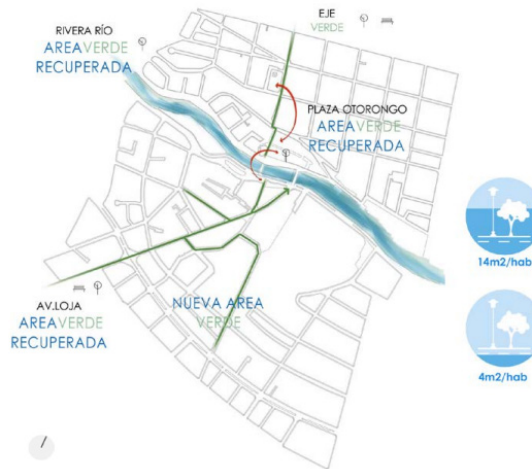 EJE
VERDE
RIVERA RÍO
AREAVERDE
RECUPERADA
PLAZA OTORONGO
AREAVERDE
RECUPERADA
14m2/hab
AV.LOJA
AREAVERDE
RECUPERADA
NUEVA AREA
VERDE
4m2/hab